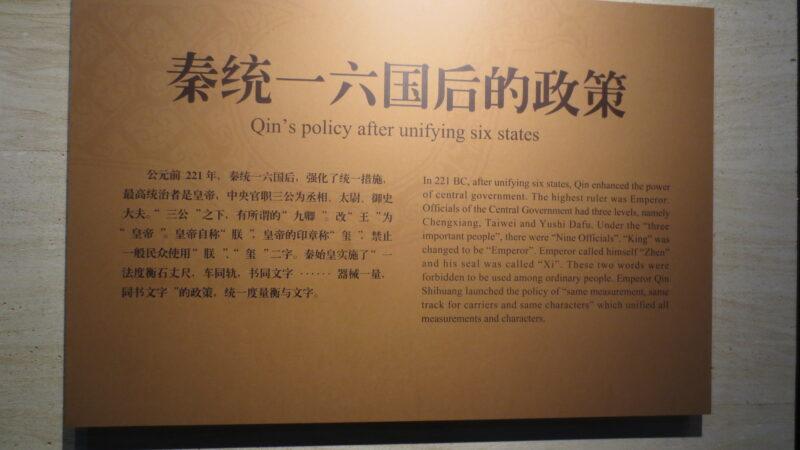 秦统一六国后的政策
Qin's policy after unifying six states
公元前 221 年，秦统一六国后，强化了统一措施，
最高统治者是皇帝，中央官职三公为丞相、太尉、御史
大夫。“三公”之下，有所谓的“九卿”。改“王”为
“皇帝”。皇帝自称“朕”，皇帝的印章称“玺”，禁止
一般民众使用“朕”、“玺”二字。秦始皇实施了“一
法度衡石丈尺，车同轨，书同文字 …… 器械一量，
同书文字”的政策，统一度量衡与文字。
In 221 BC, after unifying six states, Qin enhanced the power
of central government. The highest ruler was Emperor.
Officials of the Central Government had three levels, namely
Chengxiang, Taiwei and Yushi Dafu. Under the “three
important people”, there were “Nine Officials”. “King” was
changed to be “Emperor”. Emperor called himself “Zhen”
and his seal was called “Xi”. These two words were
forbidden to be used among ordinary people. Emperor Qin
Shihuang launched the policy of “same measurement, same
track for carriers and same characters” which unified all
measurements and characters.